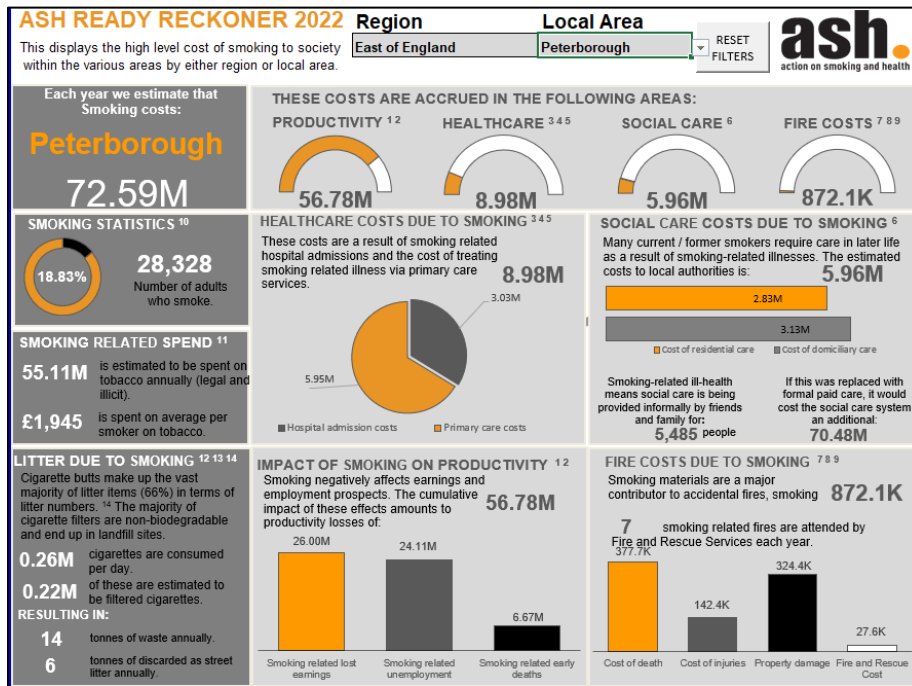 ASH READY RECKONER 2022
This displays the high level cost of smoking to society
within the various areas by either region or local area.
Region
Local Area
East of England
Peterborough
RESET
FILTERS
ash.
action on smoking and health
Each year we estimate that
Smoking costs:
Peterborough
72.59M
THESE COSTS ARE ACCRUED IN THE FOLLOWING AREAS:
PRODUCTIVITY 1 2
HEALTHCARE 3 4 5
SOCIAL CARE 6
FIRE COSTS 7 8 9
56.78M
8.98M
5.96M
872.1K
SMOKING STATISTICS 10
18.83%
28,328
Number of adults
who smoke.
SMOKING RELATED SPEND 11
55.11M
is estimated to be spent on
tobacco annually (legal and
illicit).
£1,945
is spent on average per
smoker on tobacco.
HEALTHCARE COSTS DUE TO SMOKING 3 4 5
These costs are a result of smoking related
hospital admissions and the cost of treating
smoking related illness via primary care
services.
8.98M
3.03M
5.95M
Hospital admission costs
Primary care costs
SOCIAL CARE COSTS DUE TO SMOKING 6
Many current / former smokers require care in later life
as a result of smoking-related illnesses. The estimated
costs to local authorities is:
5.96M
2.83M
3.13M
Cost of residential care
Cost of domiciliary care
Smoking-related ill-health
means social care is being
provided informally by friends
and family for:
5,485 people
If this was replaced with
formal paid care, it would
cost the social care system
an additional:
70.48M
LITTER DUE TO SMOKING 12 13 14
Cigarette butts make up the vast
majority of litter items (66%) in terms of
litter numbers. 14 The majority of
cigarette filters are non-biodegradable
and end up in landfill sites.
0.26M
cigarettes are consumed
per day.
0.22M
of these are estimated to
be filtered cigarettes.
RESULTING IN:
14
tonnes of waste annually.
6
tonnes of discarded as street
litter annually.
IMPACT OF SMOKING ON PRODUCTIVITY 1 2
Smoking negatively affects earnings and
employment prospects. The cumulative
impact of these effects amounts to
productivity losses of:
56.78M
26.00M
24.11M
6.67M
Smoking related lost
earnings
Smoking related
unemployment
Smoking related early
deaths
FIRE COSTS DUE TO SMOKING 7 8 9
Smoking materials are a major
contributor to accidental fires, smoking
872.1K
7 smoking related fires are attended by
Fire and Rescue Services each year.
377.7K
142.4K
324.4K
27.6K
Cost of death
Cost of injuries
Property damage
Fire and Rescue
Cost